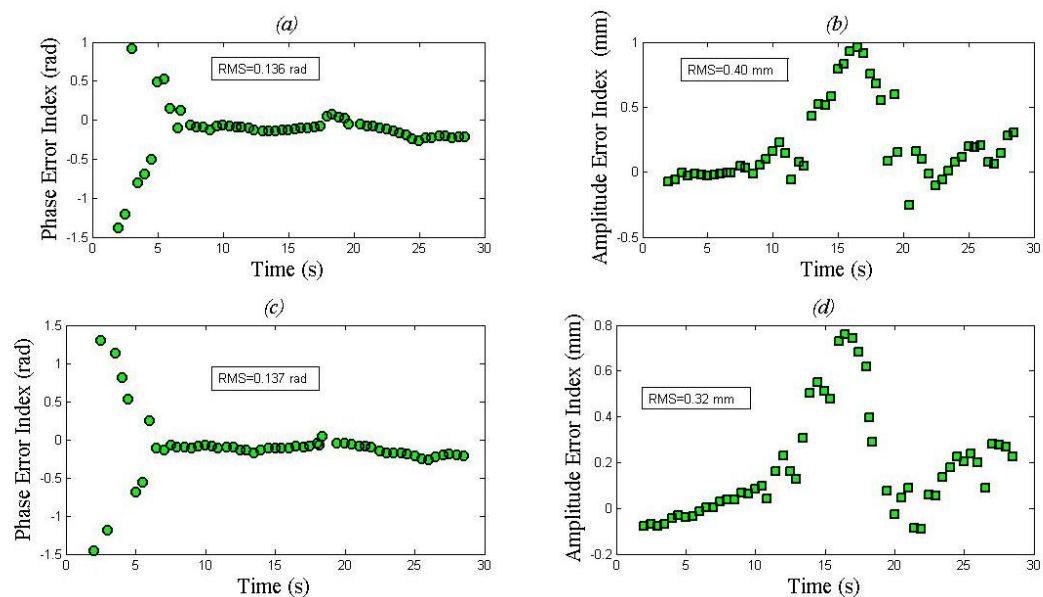 (a)
Phase Error Index (rad)
1
0.5
0
-0.5
-1
-1.5
RMS=0.136 rad
0 5 10 15 20 25 30
Time (s)
(b)
Amplitude Error Index (mm)
1
0.5
0
-0.5
RMS=0.40 mm
0 5 10 15 20 25 30
Time (s)
(c)
Phase Error Index (rad)
1.5
1
0.5
0
-0.5
-1
-1.5
RMS=0.137 rad
0 5 10 15 20 25 30
Time (s)
(d)
Amplitude Error Index (mm)
0.8
0.6
0.4
0.2
0
-0.2
RMS=0.32 mm
0 5 10 15 20 25 30
Time (s)